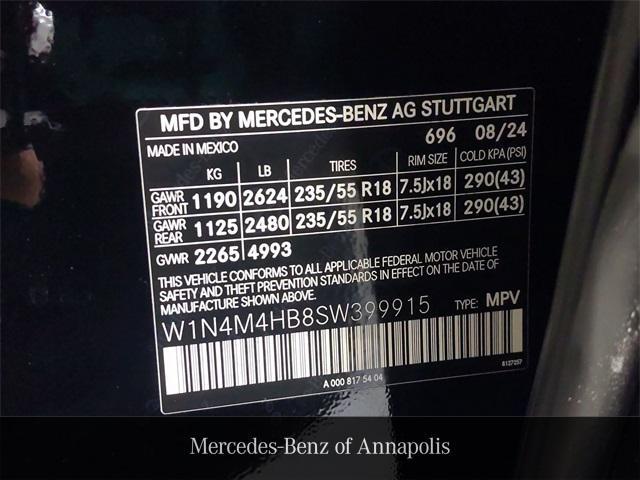 MFD BY MERCEDES-BENZ AG STUTTGART
696 08/24
MADE IN MEXICO
KG LB TIRES RIM SIZE COLD KPA(PSI)
GAWR FRONT 1190 2624 235/55 R18 7.5Jx18 290(43)
GAWR REAR 1125 2480 235/55 R18 7.5Jx18 290(43)
GVWR 2265 4993
THIS VEHICLE CONFORMS TO ALL APPLICABLE FEDERAL MOTOR VEHICLE
SAFETY AND THEFT PREVENTION STANDARDS IN EFFECT ON THE DATE OF
MANUFACTURE SHOWN ABOVE.
W1N4M4HB8SW399915 TYPE: MPV
A 000 817 54 04
8137057
Mercedes-Benz of Annapolis